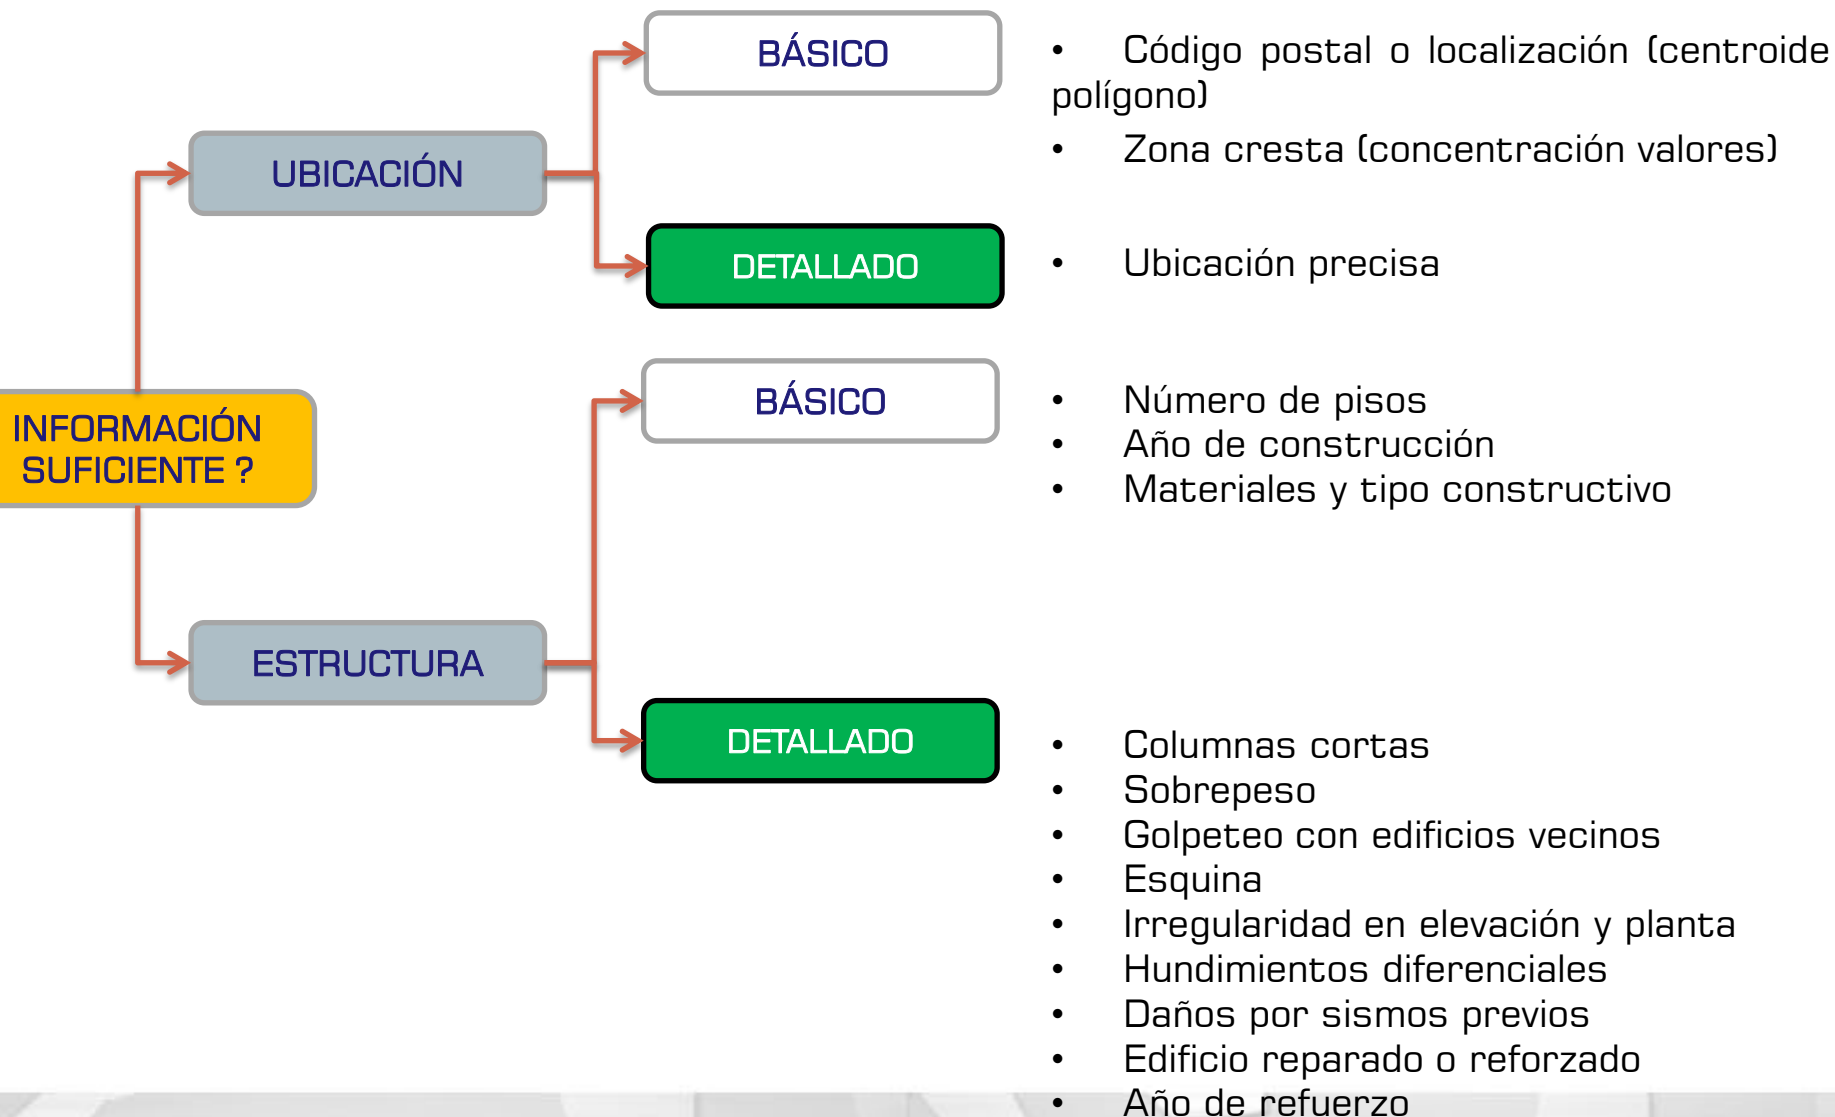 BÁSICO
• Código postal o localización (centroide
polígono)
• Zona cresta (concentración valores)
UBICACIÓN
DETALLADO
• Ubicación precisa
INFORMACIÓN
SUFICIENTE ?
BÁSICO
• Número de pisos
• Año de construcción
• Materiales y tipo constructivo
ESTRUCTURA
DETALLADO
• Columnas cortas
• Sobrepeso
• Golpeteo con edificios vecinos
• Esquina
• Irregularidad en elevación y planta
• Hundimientos diferenciales
• Daños por sismos previos
• Edificio reparado o reforzado
• Año de refuerzo